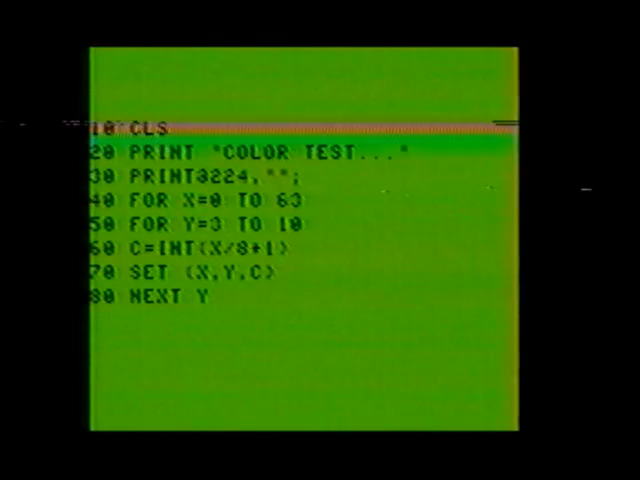 10 CLS
20 PRINT "COLOR TEST..."
30 PRINT@224,"";
40 FOR X=0 TO 63
50 FOR Y=3 TO 10
60 C=INT(X/8+1)
70 SET (X,Y,C)
80 NEXT Y